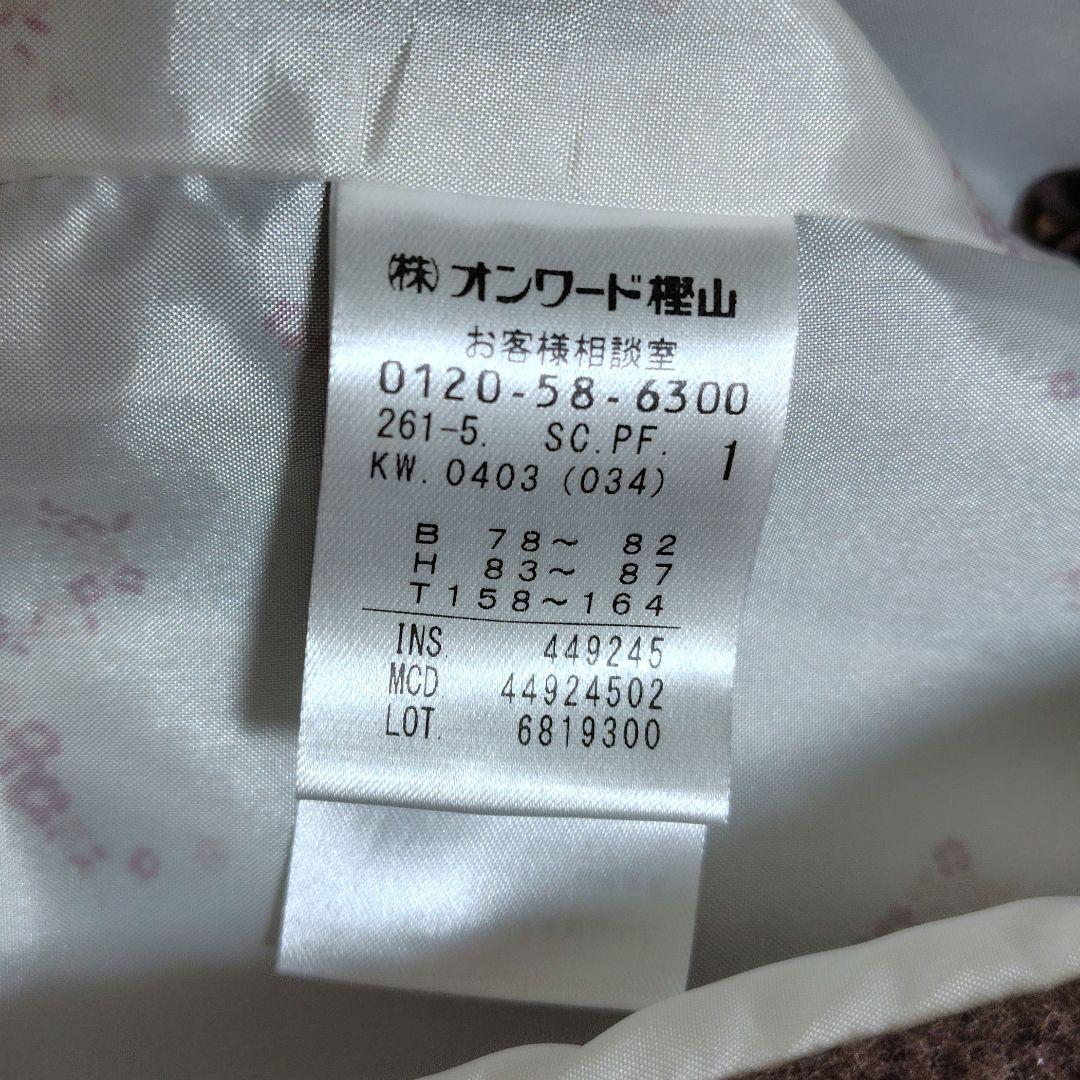 (株)オンワード樫山
お客様相談室
0120-58-6300
261-5. SC.PF. 1
KW. 0403 (034)
B 78~ 82
H 83~ 87
T158~164
INS. 449245
MCD 44924502
LOT. 6819300